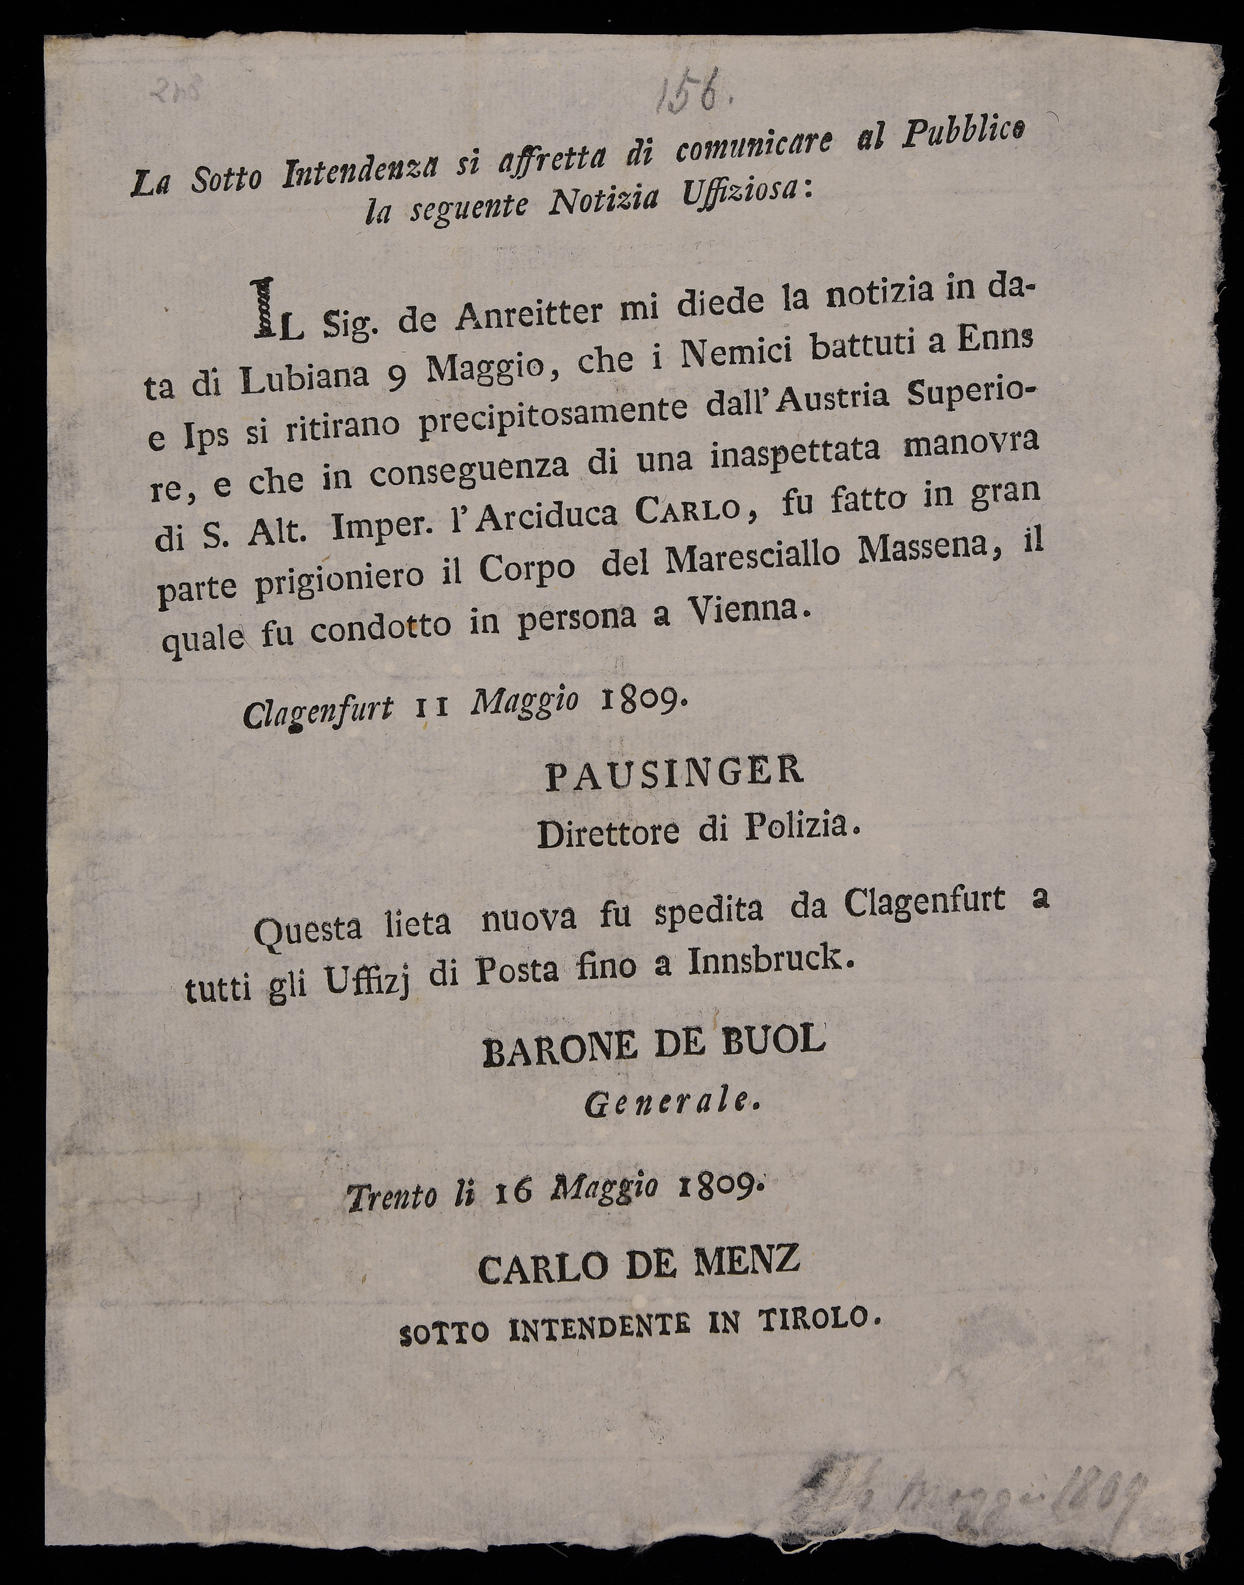 156.
La Sotto Intendenza si affretta di comunicare al Pubblico
la seguente Notizia Uffiziosa:
IL Sig. de Anreitter mi diede la notizia in da-
ta di Lubiana 9 Maggio, che i Nemici battuti a Enns
e Ips si ritirano precipitosamente dall'Austria Superio-
re, e che in conseguenza di una inaspettata manovra
di S. Alt. Imper. l'Arciduca CARLO, fu fatto in gran
parte prigioniero il Corpo del Maresciallo Massena, il
quale fu condotto in persona a Vienna.
Clagenfurt 11 Maggio 1809.
PAUSINGER
Direttore di Polizia.
Questa lieta nuova fu spedita da Clagenfurt a
tutti gli Uffizj di Posta fino a Innsbruck.
BARONE DE BUOL
Generale.
Trento li 16 Maggio 1809.
CARLO DE MENZ
SOTTO INTENDENTE IN TIROLO.
Maggio 1809